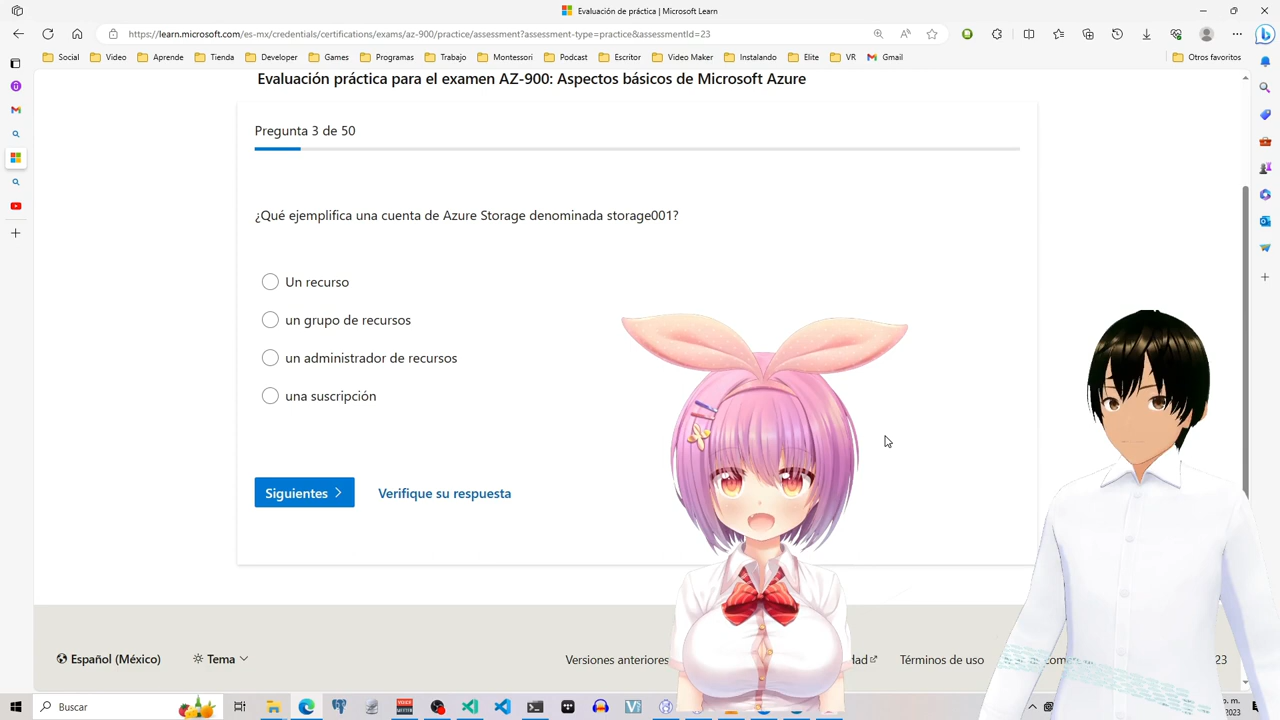 Evaluación de práctica | Microsoft Learn
https://learn.microsoft.com/es-mx/credentials/certifications/exams/az-900/practice/assessment?assessment-type=practice&assessmentId=23
Social Video Aprende Tienda Developer Games Programas Trabajo Montessori Podcast Escritor Video Maker Instalando Elite VR Gmail Otros favoritos
Evaluación práctica para el examen AZ-900: Aspectos básicos de Microsoft Azure
Pregunta 3 de 50
¿Qué ejemplifica una cuenta de Azure Storage denominada storage001?
Un recurso
un grupo de recursos
un administrador de recursos
una suscripción
Siguientes Verifique su respuesta
Español (México) Tema Versiones anteriores Términos de uso 23
Buscar
2023